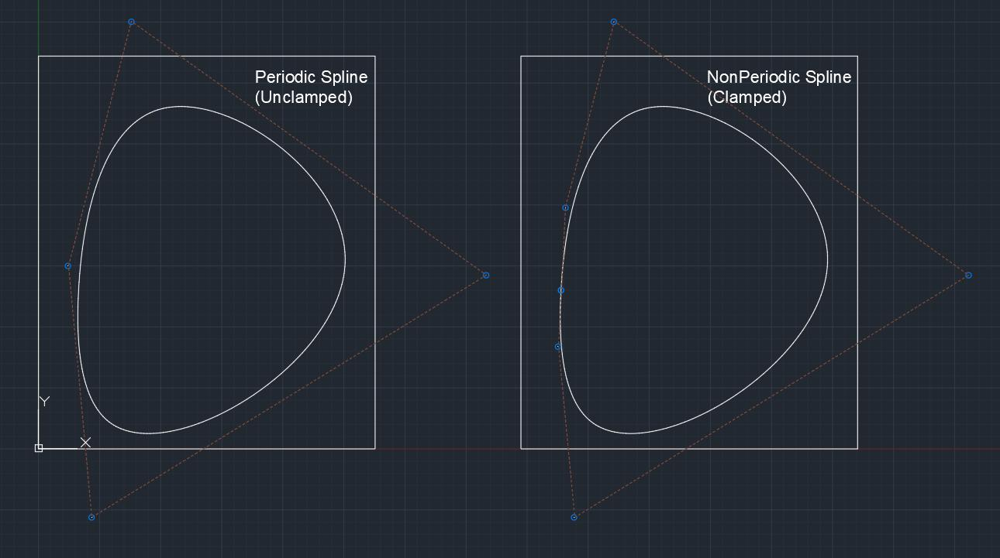 Periodic Spline
(Unclamped)
NonPeriodic Spline
(Clamped)
Y
X